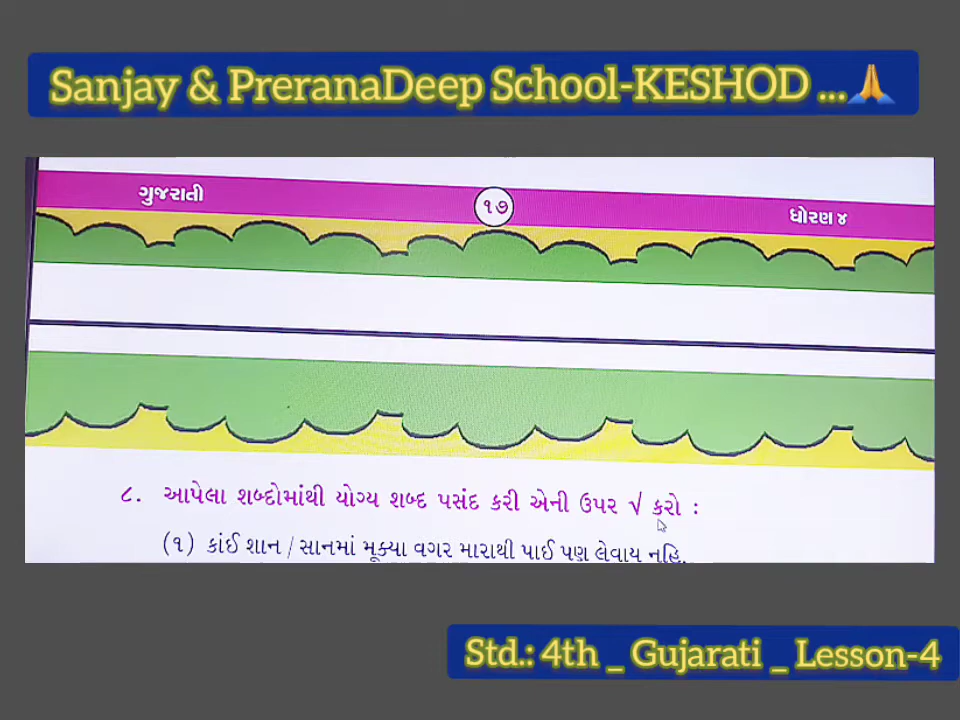 Sanjay & PreranaDeep School-KESHOD ...🙏
ગુજરાતી
૧૭
ધોરણ ૪
૮. આપેલા શબ્દોમાંથી યોગ્ય શબ્દ પસંદ કરી એની ઉપર √ કરો :
(૧) કાંઈ શાન / સાનમાં મૂક્યા વગર મારાથી પાઈ પણ લેવાય નહિ.
Std.: 4th _ Gujarati _ Lesson-4